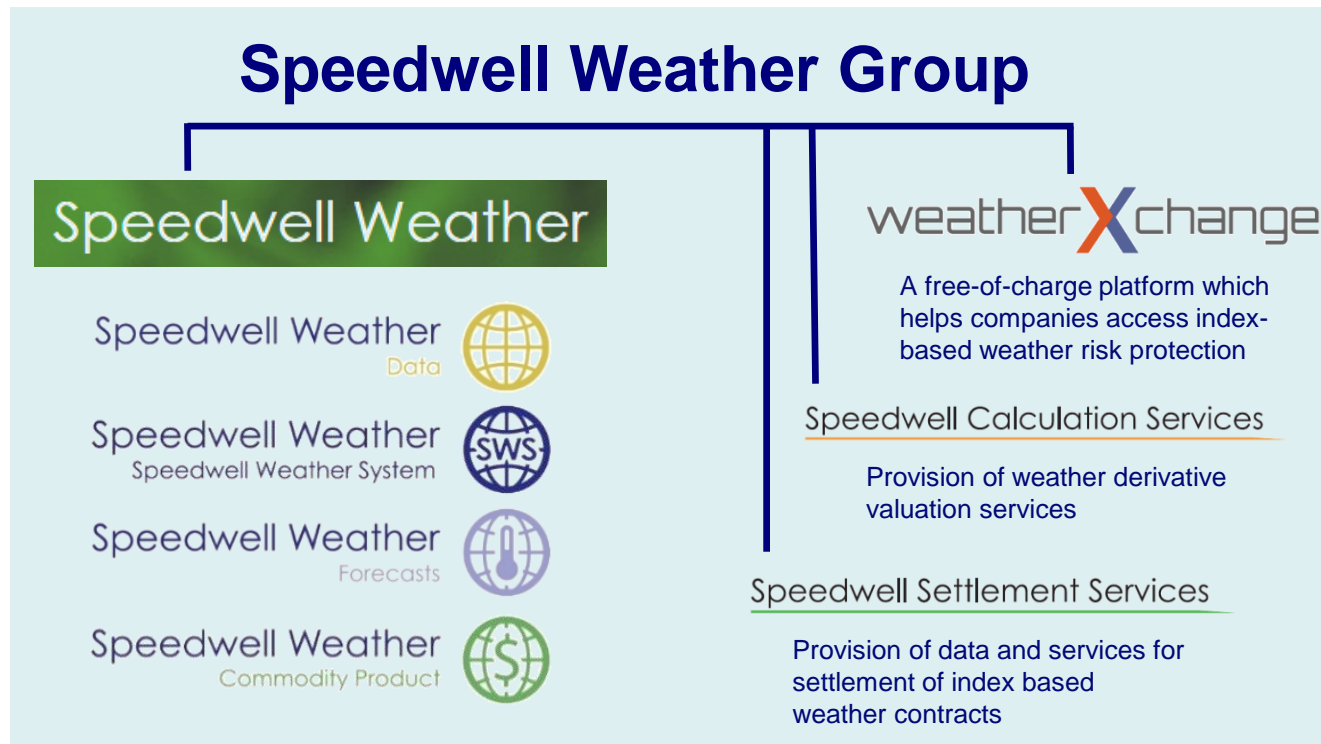 Speedwell Weather Group
Speedwell Weather
Speedwell Weather
Data
Speedwell Weather
Speedwell Weather System
SWS
Speedwell Weather
Forecasts
Speedwell Weather
Commodity Product
$
weatherXchange
A free-of-charge platform which
helps companies access index-
based weather risk protection
Speedwell Calculation Services
Provision of weather derivative
valuation services
Speedwell Settlement Services
Provision of data and services for
settlement of index based
weather contracts